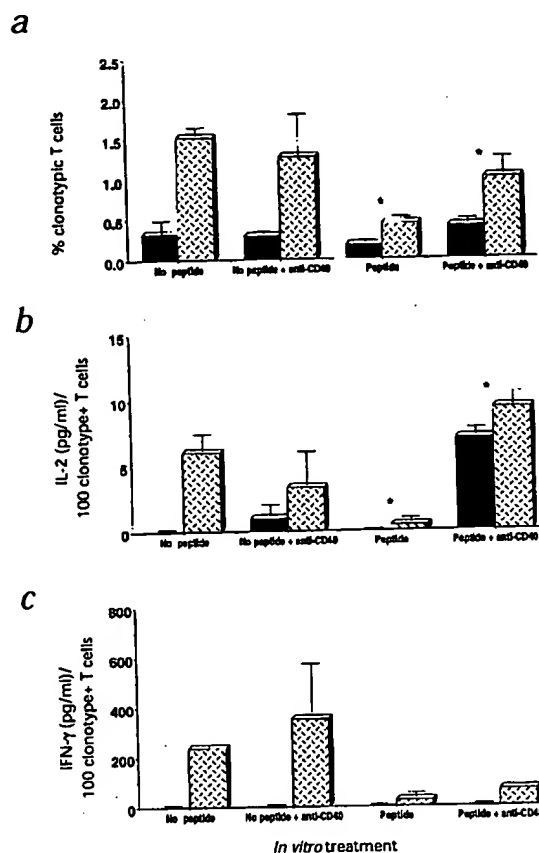 a
% clonotypic T cells
2.5
2.0
1.5
1.0
0.5
0.0
*
*
No peptide
No peptide + anti-CD40
Peptide
Peptide + anti-CD40
b
IL-2 (pg/ml)/
100 clonotype+ T cells
15
10
5
0
*
*
No peptide
No peptide + anti-CD40
Peptide
Peptide + anti-CD40
c
IFN-γ (pg/ml)/
100 clonotype+ T cells
800
600
400
200
0
No peptide
No peptide + anti-CD40
Peptide
Peptide + anti-CD4
In vitro treatment